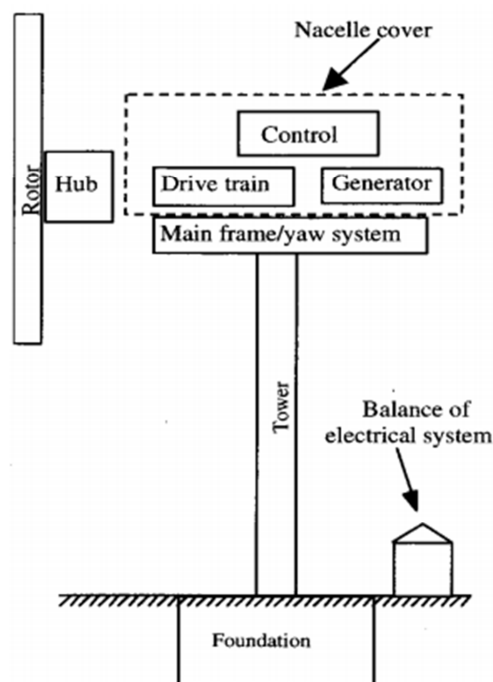 Nacelle cover
Control
Rotor
Hub
Drive train
Generator
Main frame/yaw system
Tower
Balance of
electrical system
Foundation